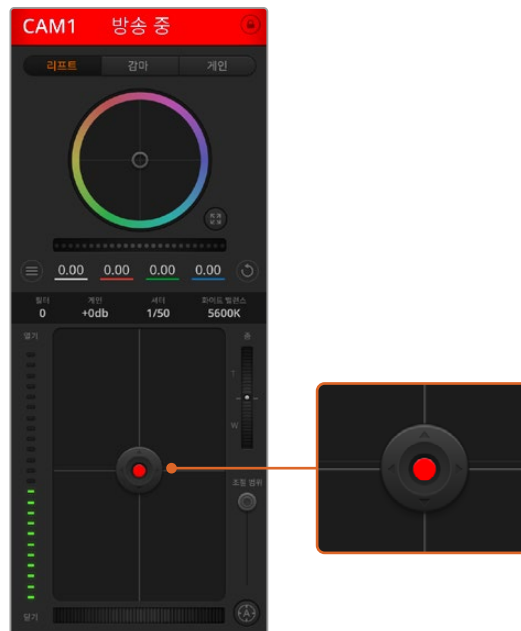 CAM1 방송 중
리프트 감마 게인
0.00 0.00 0.00 0.00
필터 게인 셔터 화이트 밸런스
0 +0db 1/50 5600K
열기 줌
T
W
조절 범위
닫기 A